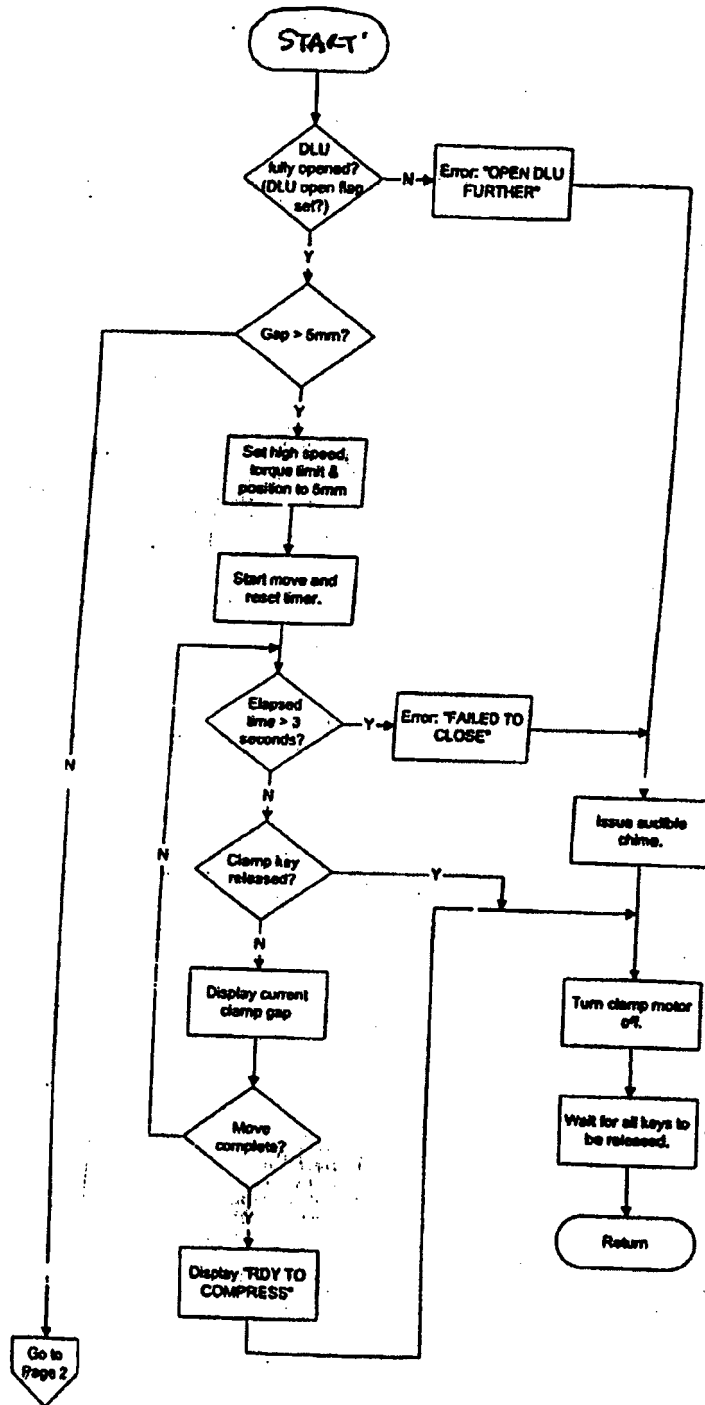 START'
DLU
fully opened?
(DLU open flag
set?)
N
Error: "OPEN DLU
FURTHER"
Y
Gap > 5mm?
Y
Set high speed,
torque limit &
position to 5mm
Start move and
reset timer.
Elapsed
time > 3
seconds?
Y
Error: "FAILED TO
CLOSE"
N
N
N
Issue audible
chime.
Clamp key
released?
Y
N
Display current
clamp gap
Turn clamp motor
off.
Move
complete?
Wait for all keys to
be released.
Y
Return
Display "RDY TO
COMPRESS"
Go to
Page 2